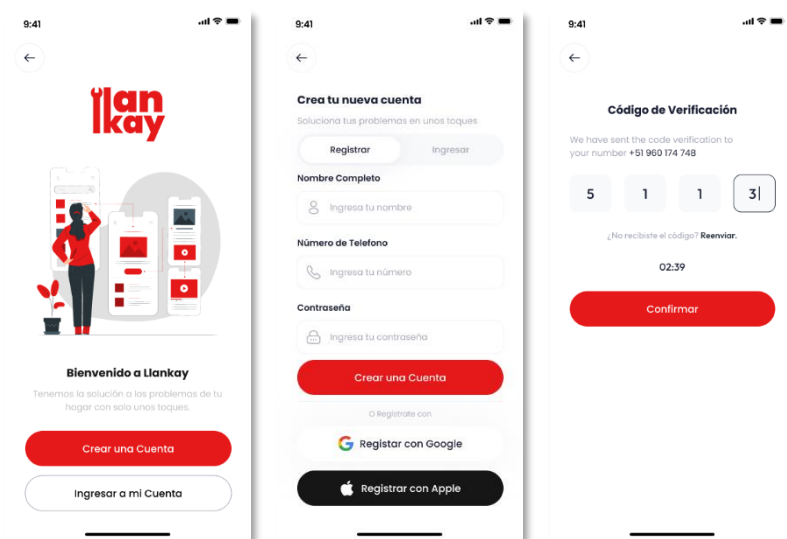 9:41
llan
kay
Bienvenido a Llankay
Tenemos la solución a los problemas de tu
hogar con solo unos toques.
Crear una Cuenta
Ingresar a mi Cuenta
9:41
Crea tu nueva cuenta
Soluciona tus problemas en unos toques
Registrar
Ingresar
Nombre Completo
Ingresa tu nombre
Número de Telefono
Ingresa tu número
Contraseña
Ingresa tu contraseña
Crear una Cuenta
O Registrate con
Registar con Google
Registrar con Apple
9:41
Código de Verificación
We have sent the code verification to
your number +51 960 174 748
5 1 1 3
¿No recibiste el código? Reenviar.
02:39
Confirmar